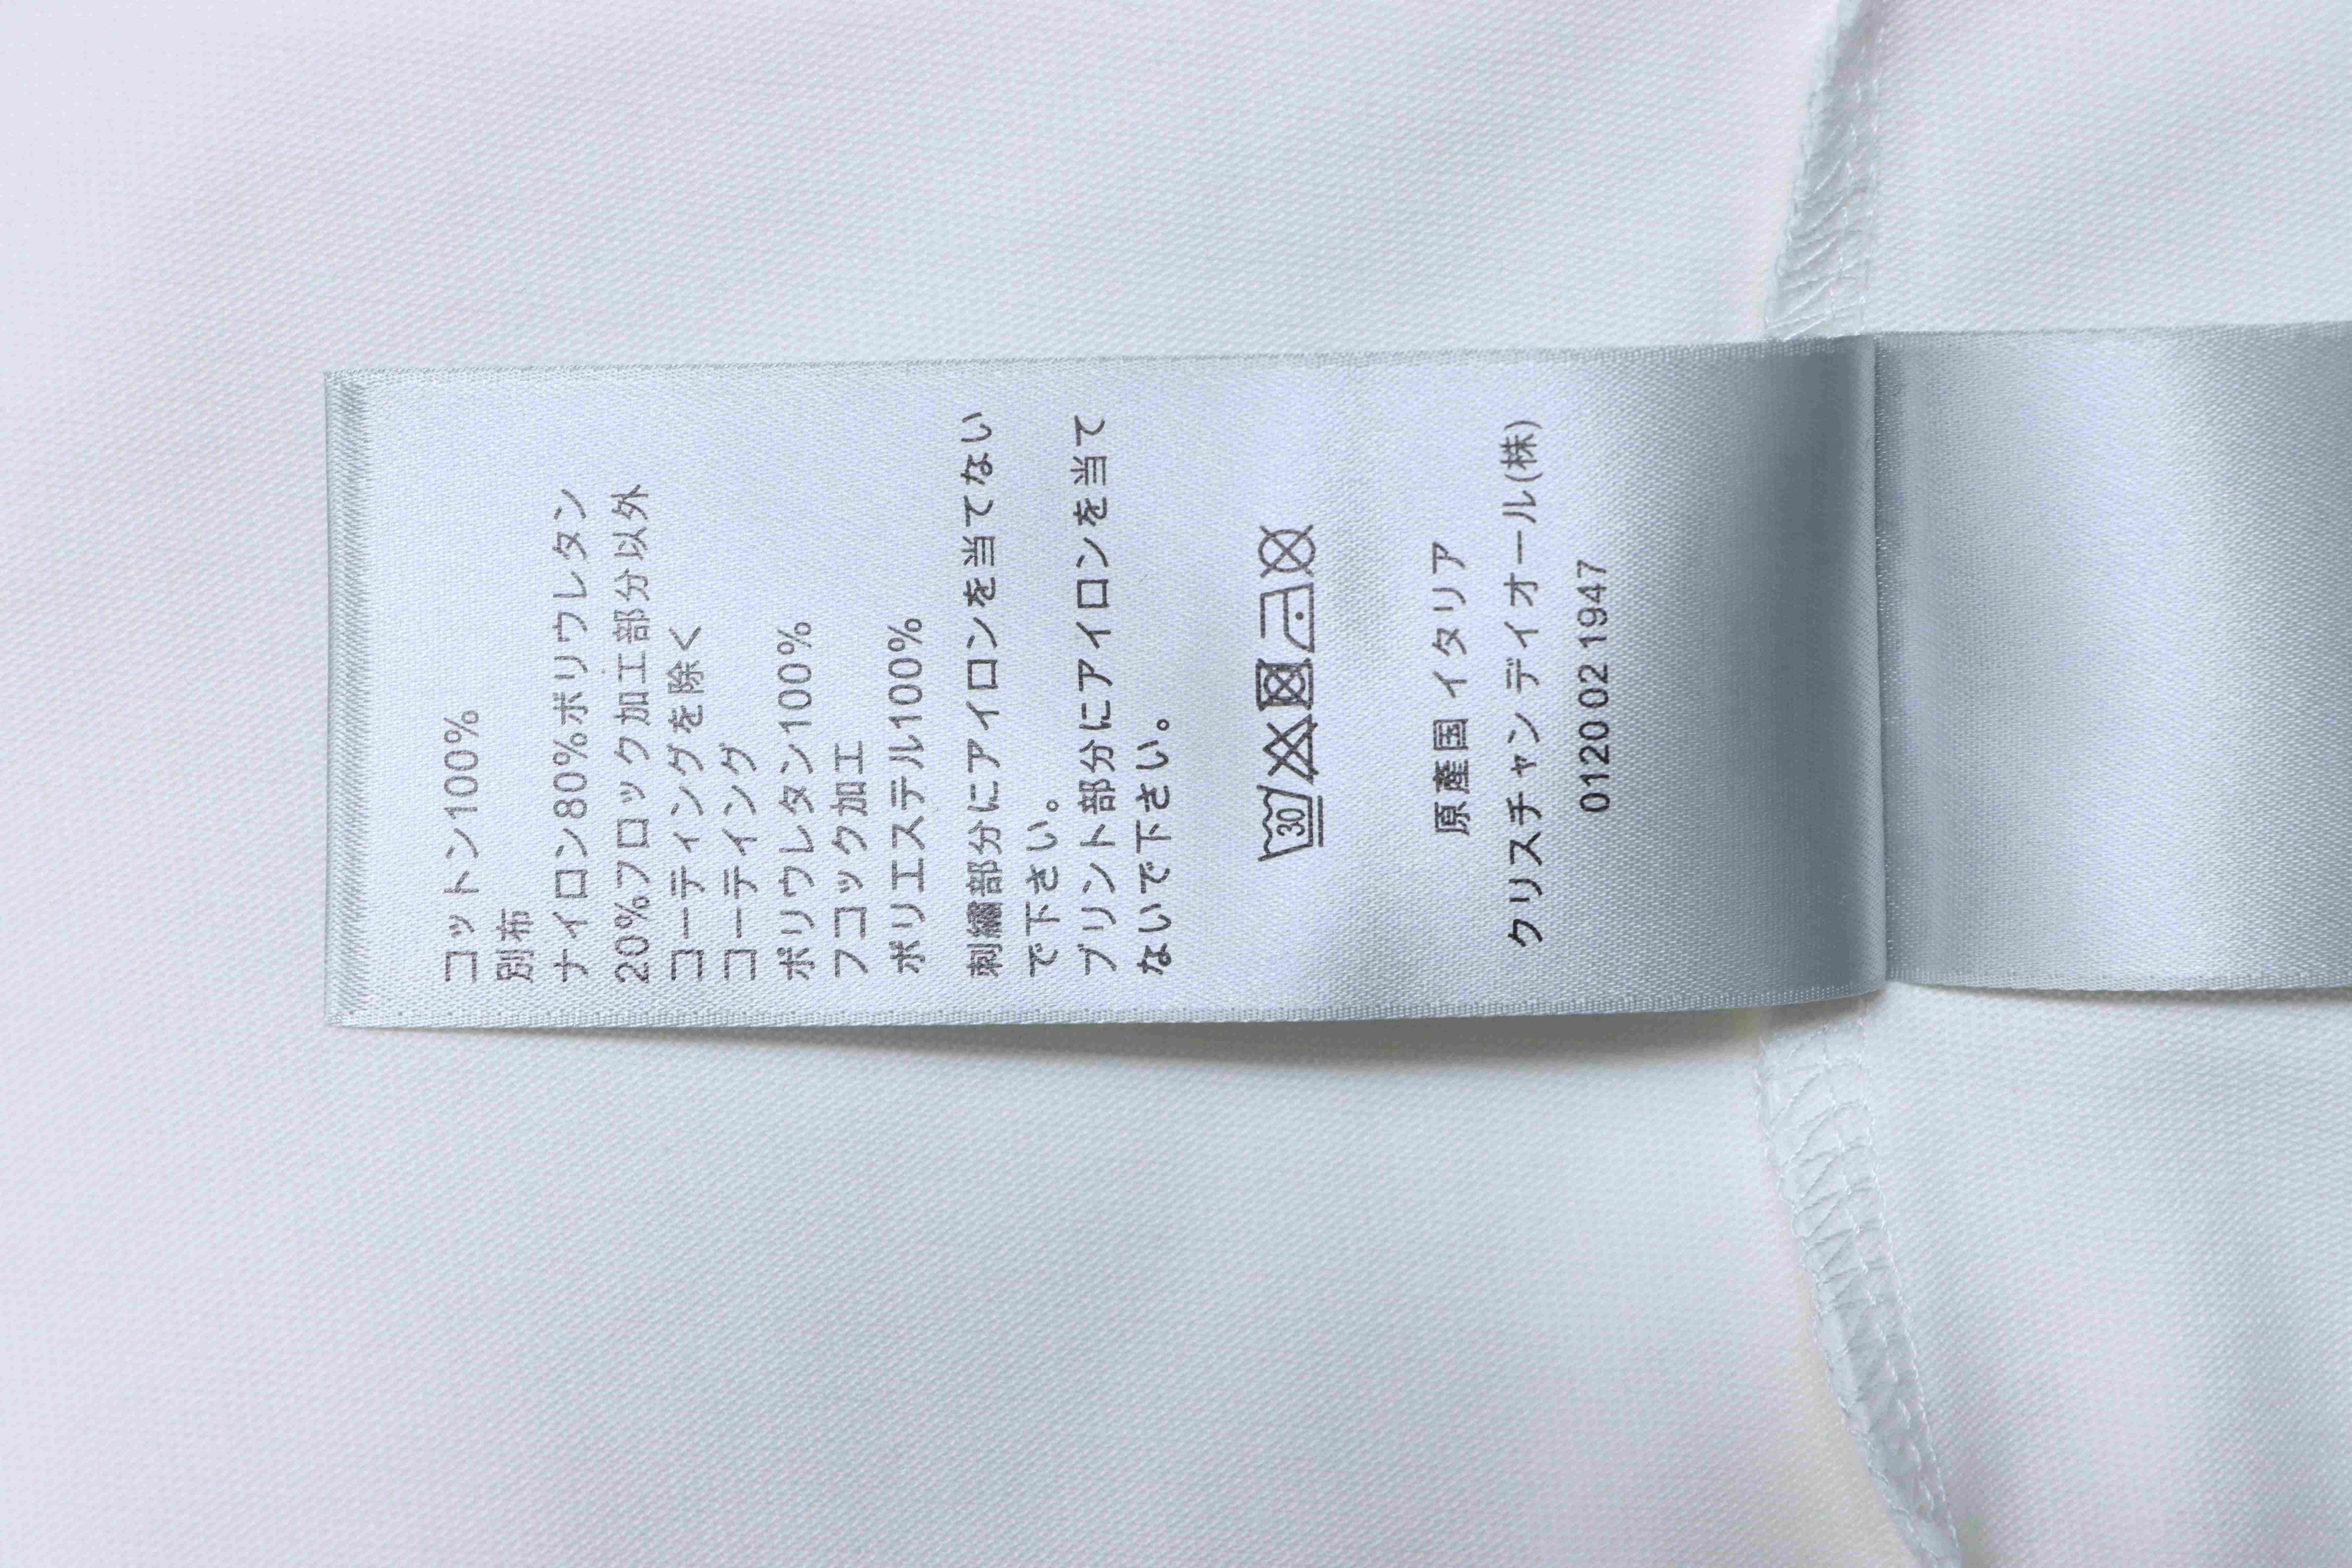 コットン100%
別布
ナイロン80%ポリウレタン
20%フロック加工部分以外
コーティングを除く
コーティング
ポリウレタン100%
フコック加工
ポリエステル100%
刺繍部分にアイロンを当てない
で下さい。
プリント部分にアイロンを当て
ないで下さい。
30
原産国 イタリア
クリスチャン デイオール(株)
0120 02 1947